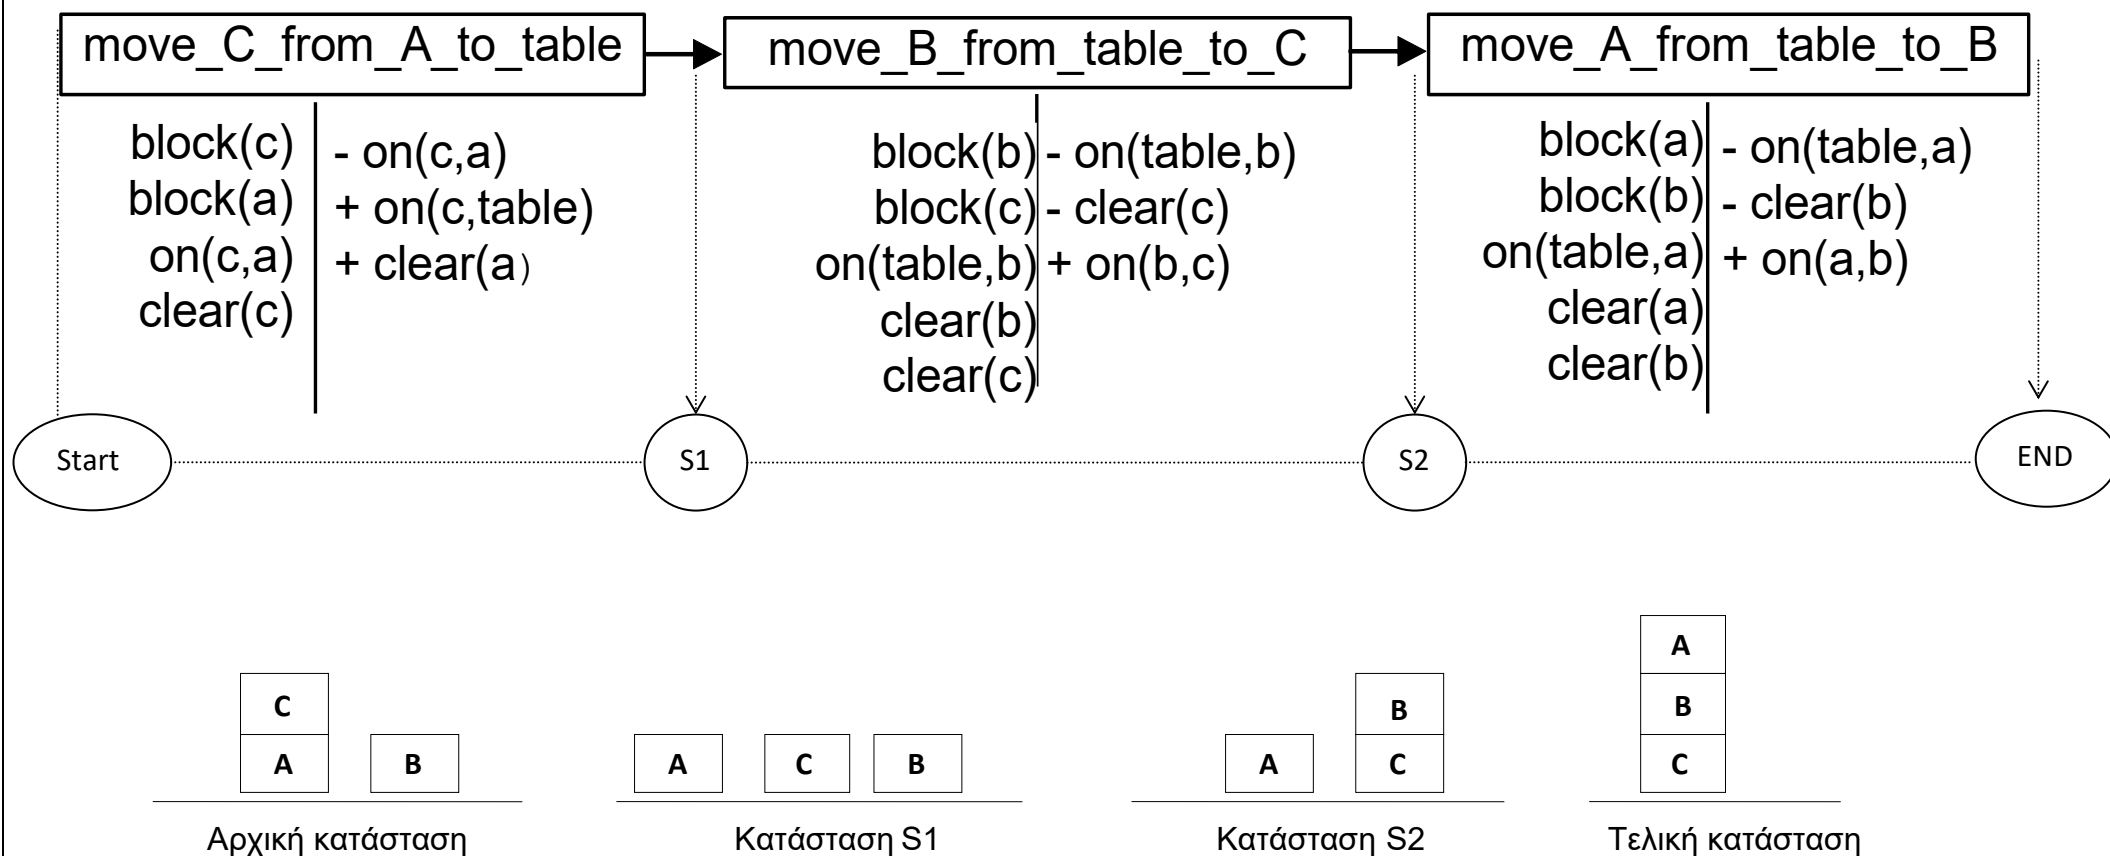 move_C_from_A_to_table
move_B_from_table_to_C
move_A_from_table_to_B
block(c)
block(a)
on(c,a)
clear(c)
- on(c,a)
+ on(c,table)
+ clear(a)
block(b)
block(c)
on(table,b)
clear(b)
clear(c)
- on(table,b)
- clear(c)
+ on(b,c)
block(a)
block(b)
on(table,a)
clear(a)
clear(b)
- on(table,a)
- clear(b)
+ on(a,b)
Start
S1
S2
END
C
A
B
Αρχική κατάσταση
A
C
B
Κατάσταση S1
A
B
C
Κατάσταση S2
A
B
C
Τελική κατάσταση